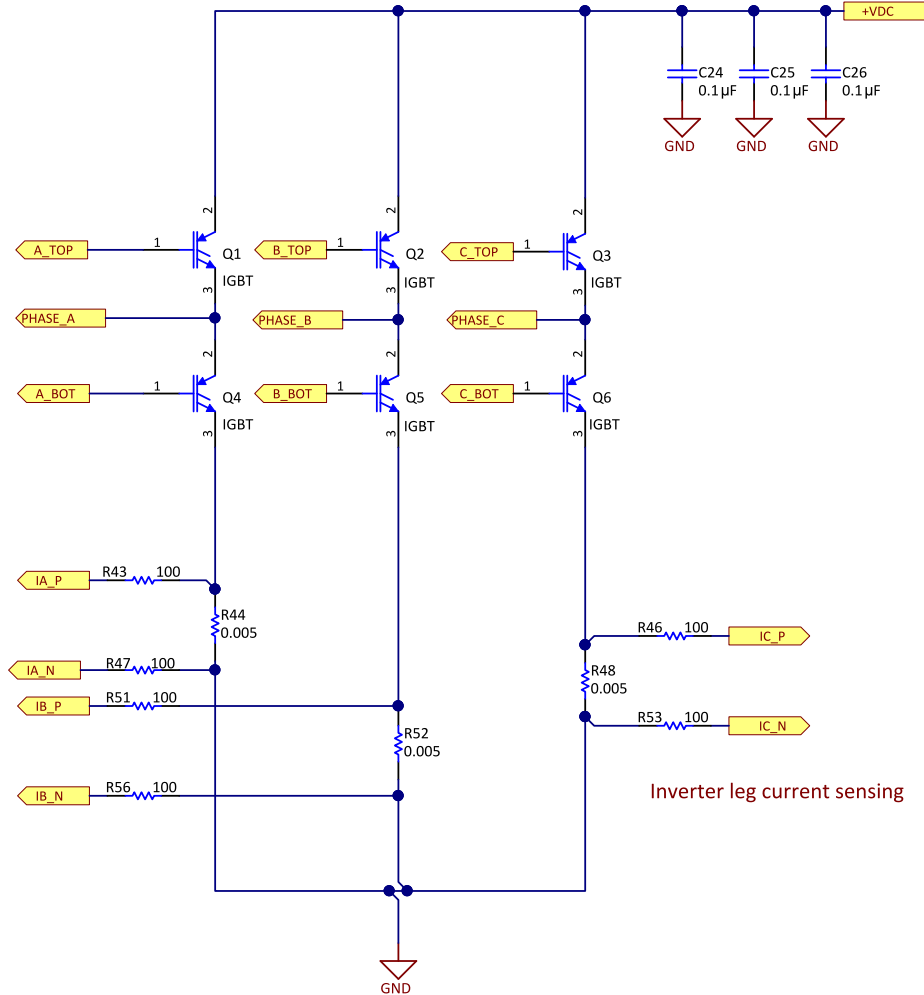 +VDC
C24
0.1µF
C25
0.1µF
C26
0.1µF
GND
GND
GND
2
2
2
A_TOP
1
Q1
IGBT
3
B_TOP
1
Q2
IGBT
3
C_TOP
1
Q3
IGBT
3
PHASE_A
PHASE_B
PHASE_C
2
2
2
A_BOT
1
Q4
IGBT
3
B_BOT
1
Q5
IGBT
3
C_BOT
1
Q6
IGBT
3
IA_P
R43
100
R44
0.005
IA_N
R47
100
IB_P
R51
100
R52
0.005
IB_N
R56
100
R46
100
IC_P
R48
0.005
R53
100
IC_N
Inverter leg current sensing
GND